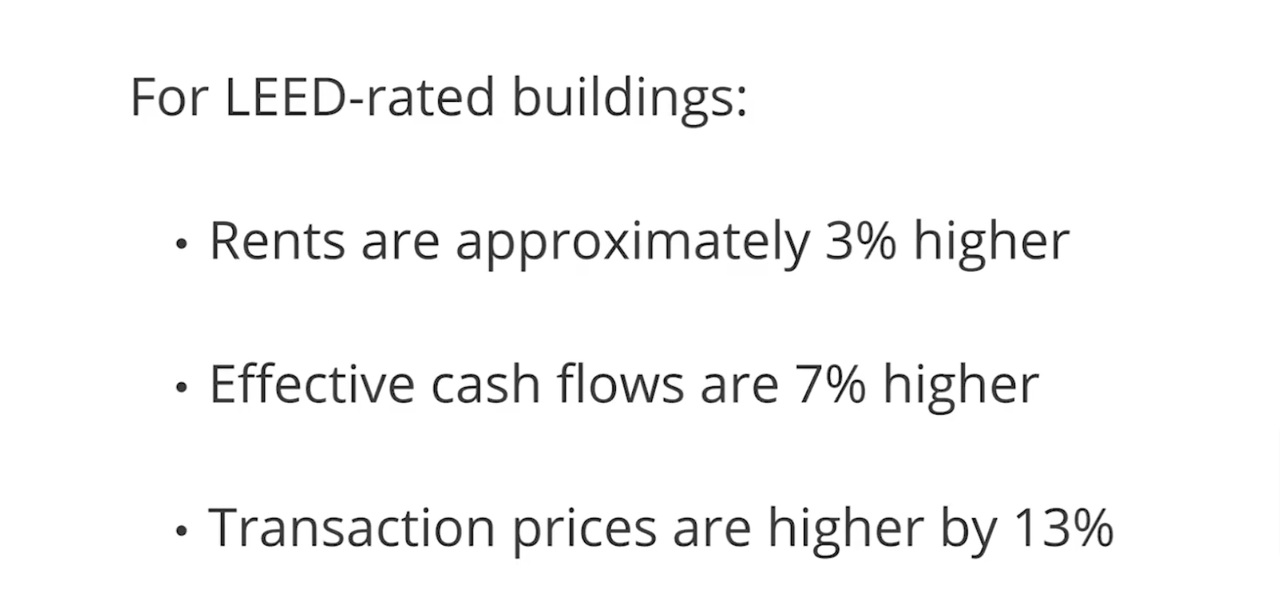 For LEED-rated buildings:
• Rents are approximately 3% higher
• Effective cash flows are 7% higher
• Transaction prices are higher by 13%